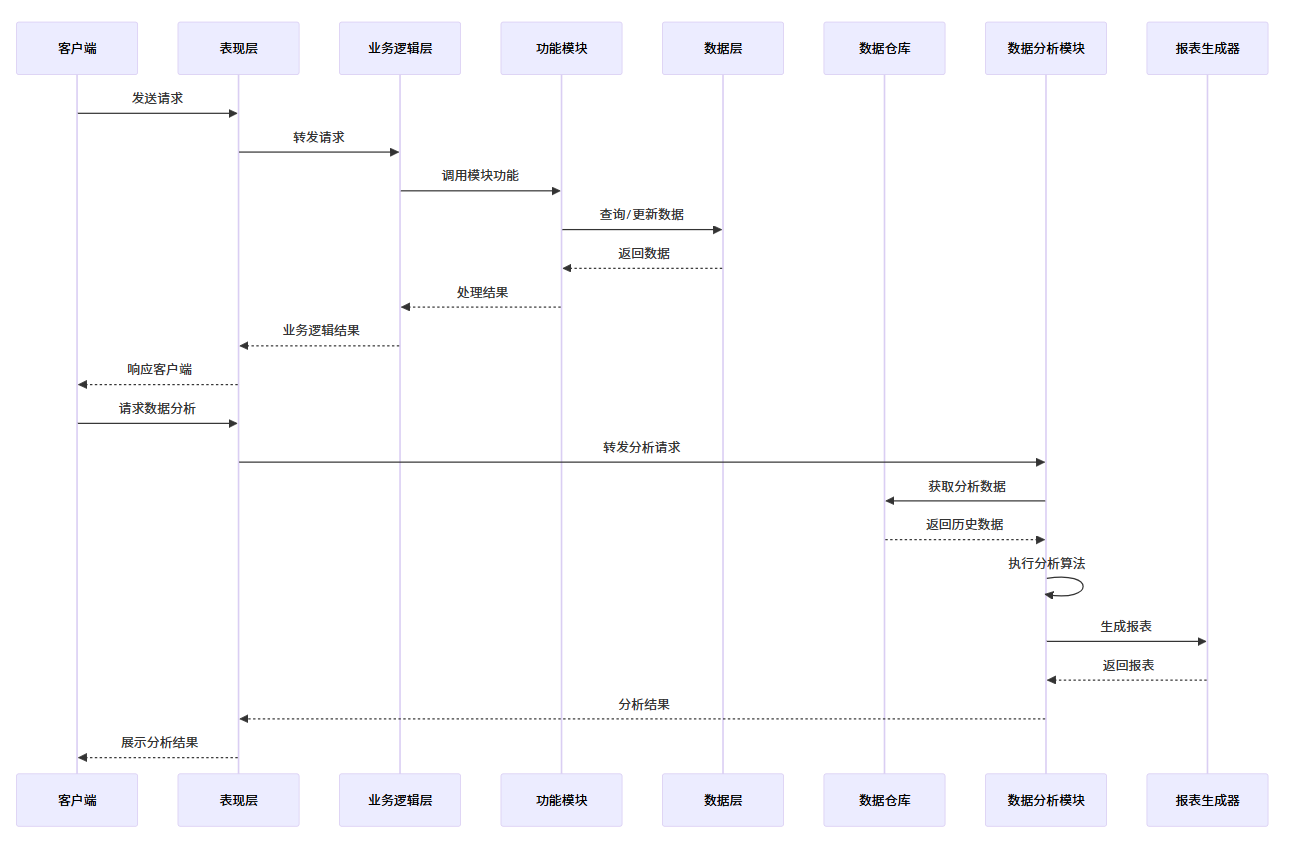 客户端
表现层
业务逻辑层
功能模块
数据层
数据仓库
数据分析模块
报表生成器
发送请求
转发请求
调用模块功能
查询/更新数据
返回数据
处理结果
业务逻辑结果
响应客户端
请求数据分析
转发分析请求
获取分析数据
返回历史数据
执行分析算法
生成报表
返回报表
分析结果
展示分析结果
客户端
表现层
业务逻辑层
功能模块
数据层
数据仓库
数据分析模块
报表生成器